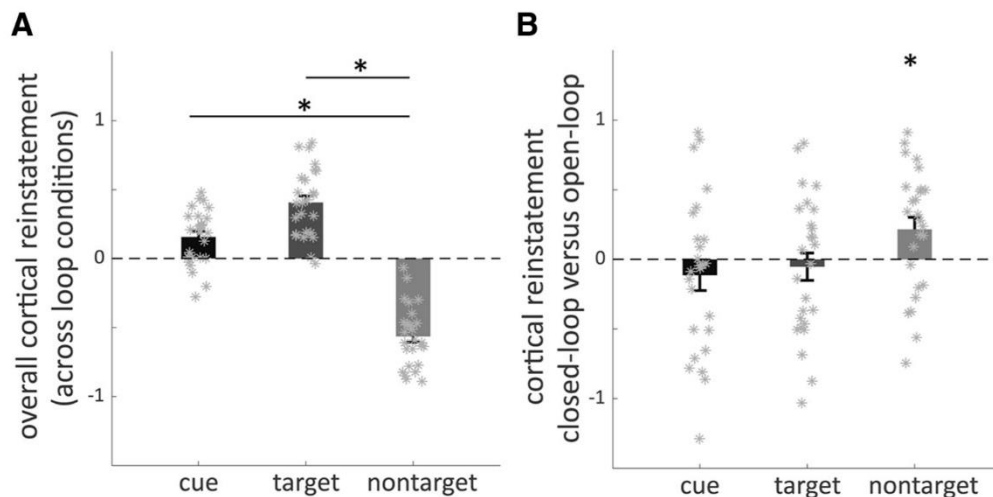 A
overall cortical reinstatement
(across loop conditions)
1
0
-1
*
*
cue target nontarget
B
cortical reinstatement
closed-loop versus open-loop
1
0
-1
*
cue target nontarget